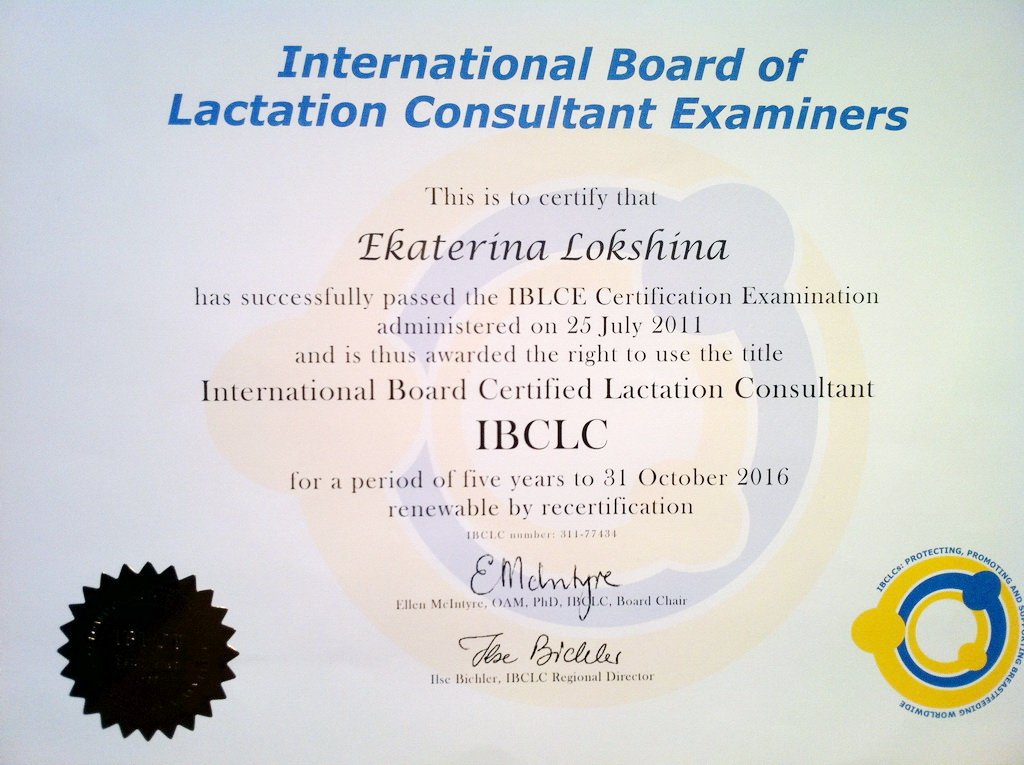 International Board of
Lactation Consultant Examiners
This is to certify that
Ekaterina Lokshina
has successfully passed the IBLCE Certification Examination
administered on 25 July 2011
and is thus awarded the right to use the title
International Board Certified Lactation Consultant
IBCLC
for a period of five years to 31 October 2016
renewable by recertification
IBCLC number: 311-77434
EMcIntyre
Ellen McIntyre, OAM, PhD, IBCLC, Board Chair
Ilse Bichler
Ilse Bichler, IBCLC Regional Director
IBCLCs: PROTECTING, PROMOTING AND SUPPORTING BREASTFEEDING WORLDWIDE